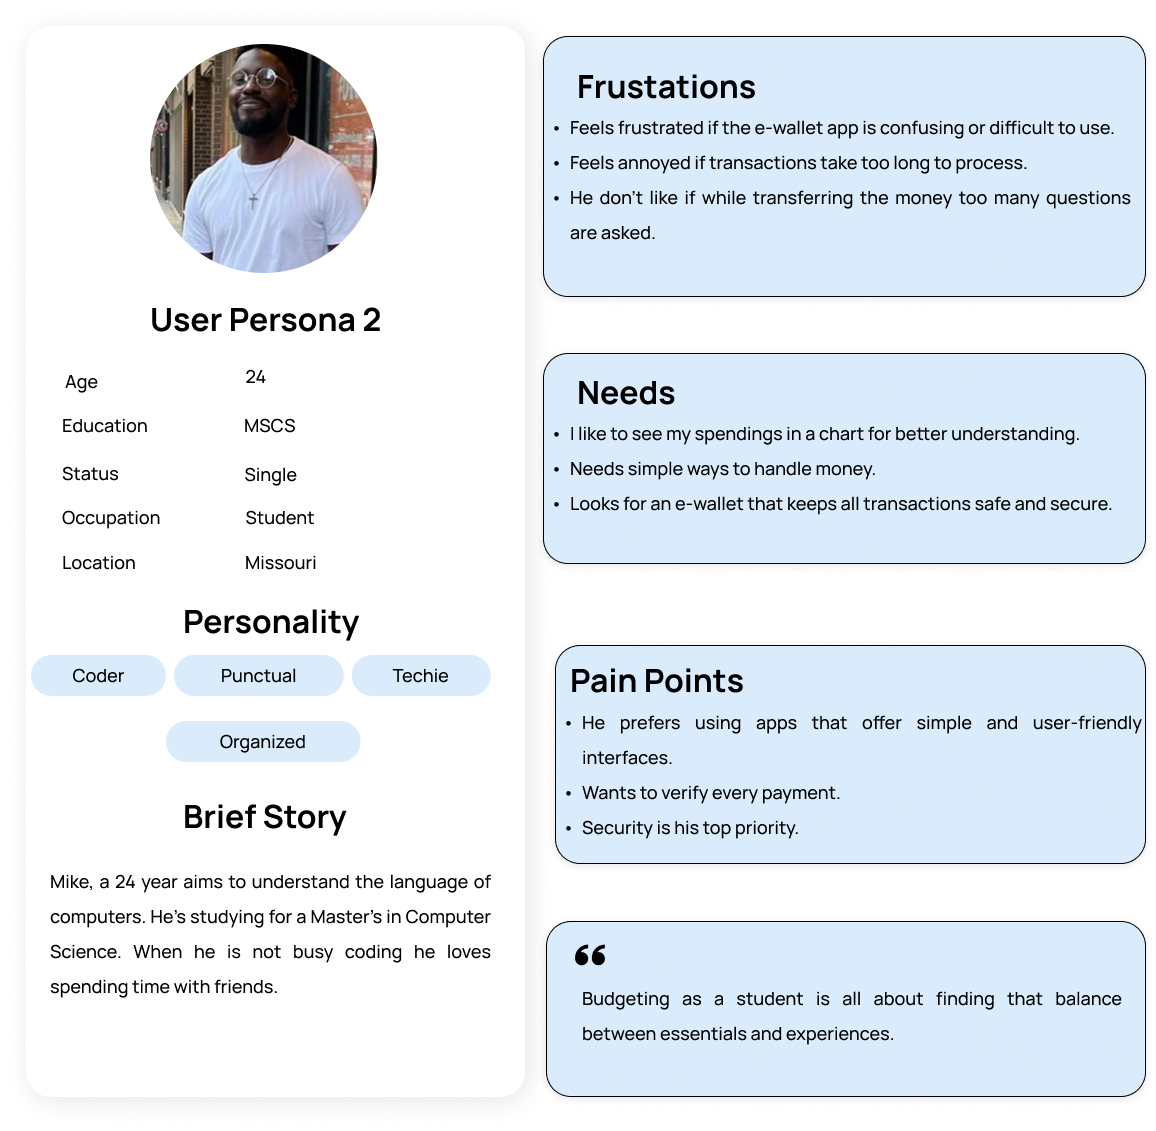 User Persona 2
Age 24
Education MSCS
Status Single
Occupation Student
Location Missouri
Personality
Coder Punctual Techie
Organized
Brief Story
Mike, a 24 year aims to understand the language of
computers. He's studying for a Master's in Computer
Science. When he is not busy coding he loves
spending time with friends.
Frustations
• Feels frustrated if the e-wallet app is confusing or difficult to use.
• Feels annoyed if transactions take too long to process.
• He don't like if while transferring the money too many questions
are asked.
Needs
• I like to see my spendings in a chart for better understanding.
• Needs simple ways to handle money.
• Looks for an e-wallet that keeps all transactions safe and secure.
Pain Points
• He prefers using apps that offer simple and user-friendly
interfaces.
• Wants to verify every payment.
• Security is his top priority.
“
Budgeting as a student is all about finding that balance
between essentials and experiences.